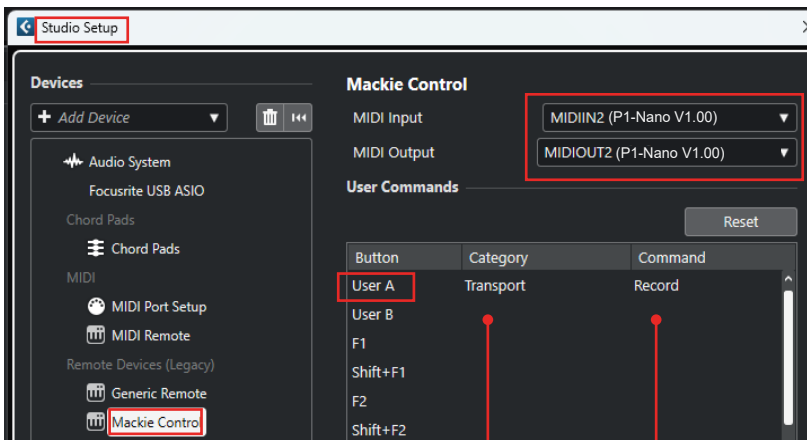 Studio Setup
Devices
+ Add Device
Audio System
Focusrite USB ASIO
Chord Pads
Chord Pads
MIDI
MIDI Port Setup
MIDI Remote
Remote Devices (Legacy)
Generic Remote
Mackie Control
Mackie Control
MIDI Input MIDIIN2 (P1-Nano V1.00)
MIDI Output MIDIOUT2 (P1-Nano V1.00)
User Commands
Reset
Button Category Command
User A Transport Record
User B
F1
Shift+F1
F2
Shift+F2